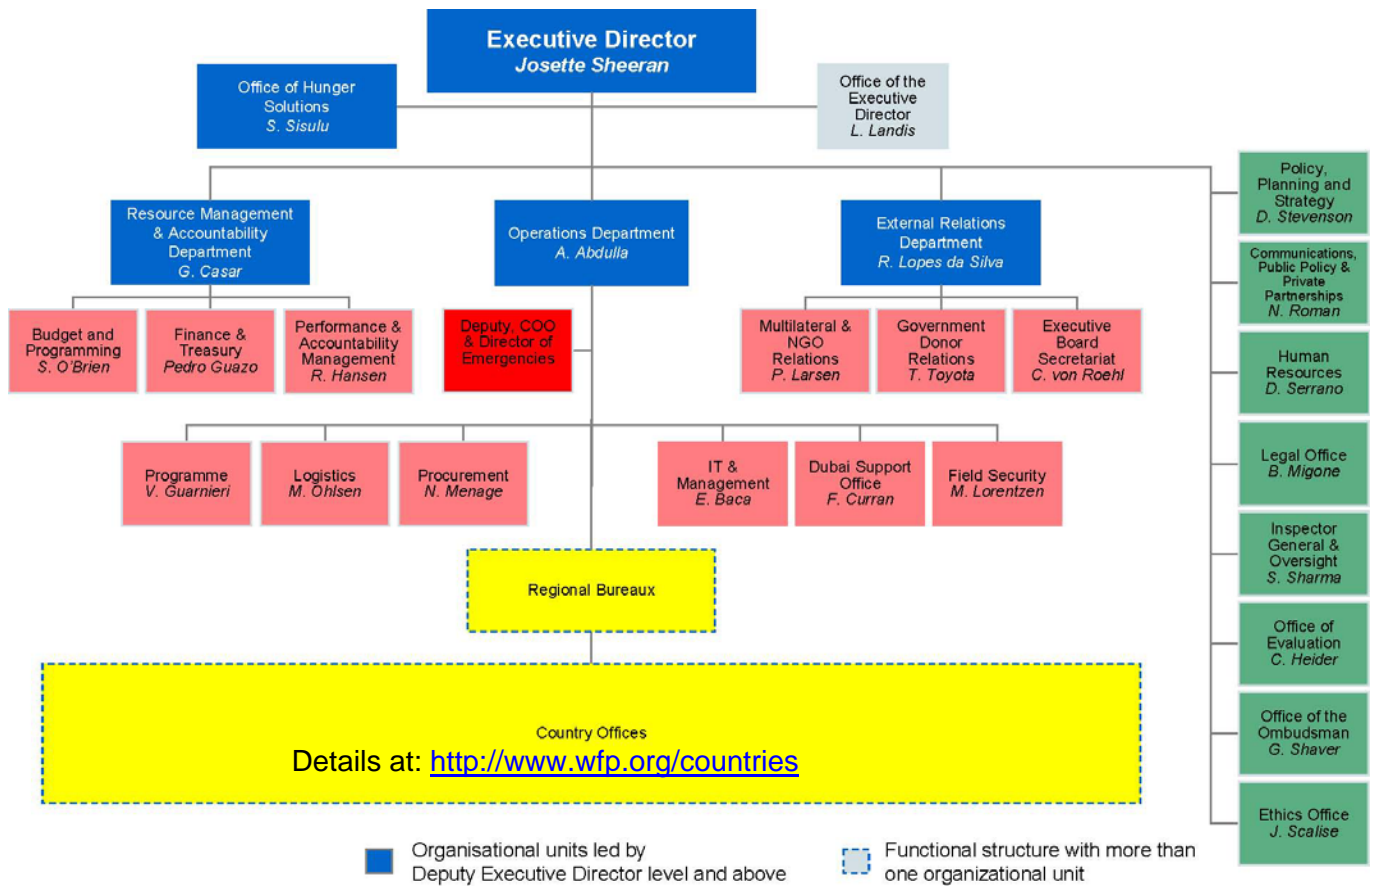 Executive Director
Josette Sheeran
Office of Hunger
Solutions
S. Sisulu
Office of the
Executive
Director
L. Landis
Resource Management
& Accountability
Department
G. Casar
Operations Department
A. Abdulla
External Relations
Department
R. Lopes da Silva
Budget and
Programming
S. O'Brien
Finance &
Treasury
Pedro Guazo
Performance &
Accountability
Management
R. Hansen
Deputy, COO
& Director of
Emergencies
Multilateral &
NGO
Relations
P. Larsen
Government
Donor
Relations
T. Toyota
Executive
Board
Secretariat
C. von Roehl
Programme
V. Guarnieri
Logistics
M. Ohlsen
Procurement
N. Menage
IT &
Management
E. Baca
Dubai Support
Office
F. Curran
Field Security
M. Lorentzen
Regional Bureaux
Country Offices
Details at: http://www.wfp.org/countries
Policy,
Planning and
Strategy
D. Stevenson
Communications,
Public Policy &
Private
Partnerships
N. Roman
Human
Resources
D. Serrano
Legal Office
B. Migone
Inspector
General &
Oversight
S. Sharma
Office of
Evaluation
C. Heider
Office of the
Ombudsman
G. Shaver
Ethics Office
J. Scalise
Organisational units led by
Deputy Executive Director level and above
Functional structure with more than
one organizational unit